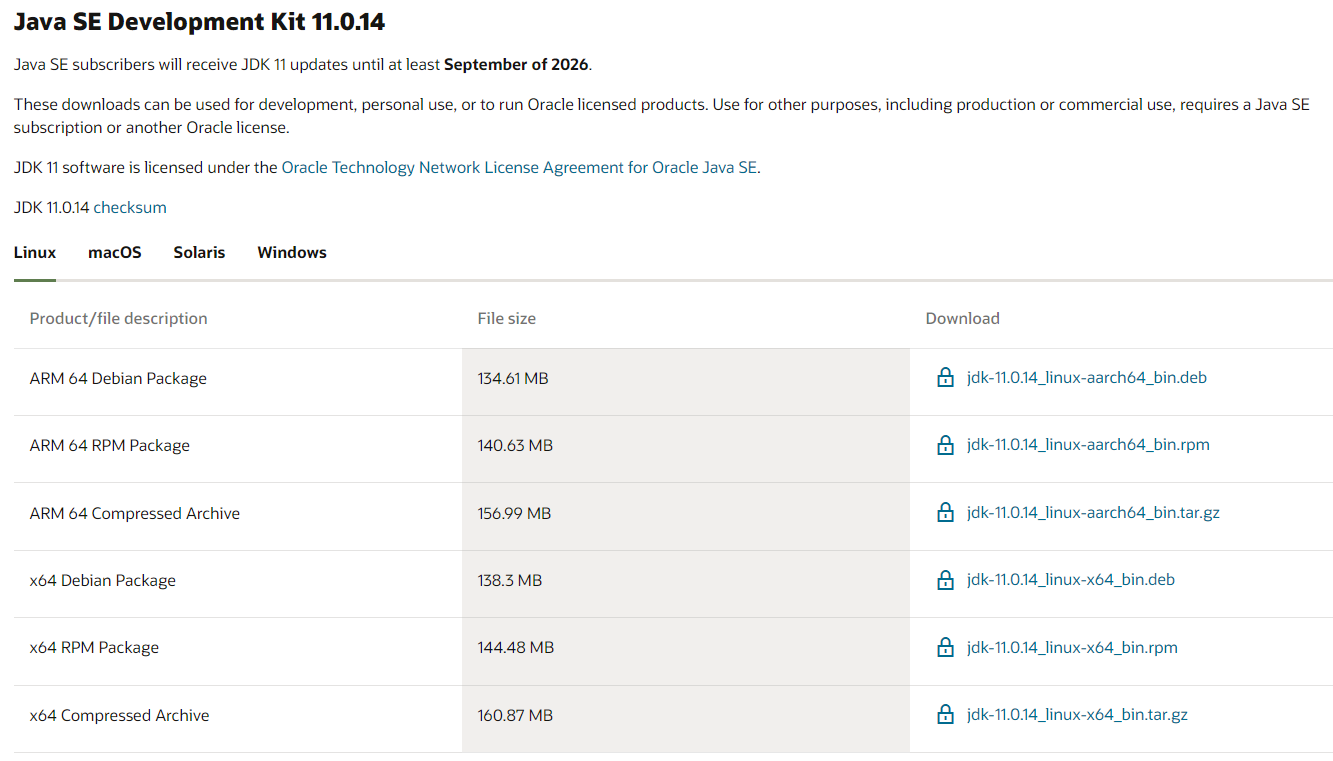 Java SE Development Kit 11.0.14
Java SE subscribers will receive JDK 11 updates until at least September of 2026.
These downloads can be used for development, personal use, or to run Oracle licensed products. Use for other purposes, including production or commercial use, requires a Java SE
subscription or another Oracle license.
JDK 11 software is licensed under the Oracle Technology Network License Agreement for Oracle Java SE.
JDK 11.0.14 checksum
Linux macOS Solaris Windows
Product/file description File size Download
ARM 64 Debian Package 134.61 MB jdk-11.0.14_linux-aarch64_bin.deb
ARM 64 RPM Package 140.63 MB jdk-11.0.14_linux-aarch64_bin.rpm
ARM 64 Compressed Archive 156.99 MB jdk-11.0.14_linux-aarch64_bin.tar.gz
x64 Debian Package 138.3 MB jdk-11.0.14_linux-x64_bin.deb
x64 RPM Package 144.48 MB jdk-11.0.14_linux-x64_bin.rpm
x64 Compressed Archive 160.87 MB jdk-11.0.14_linux-x64_bin.tar.gz